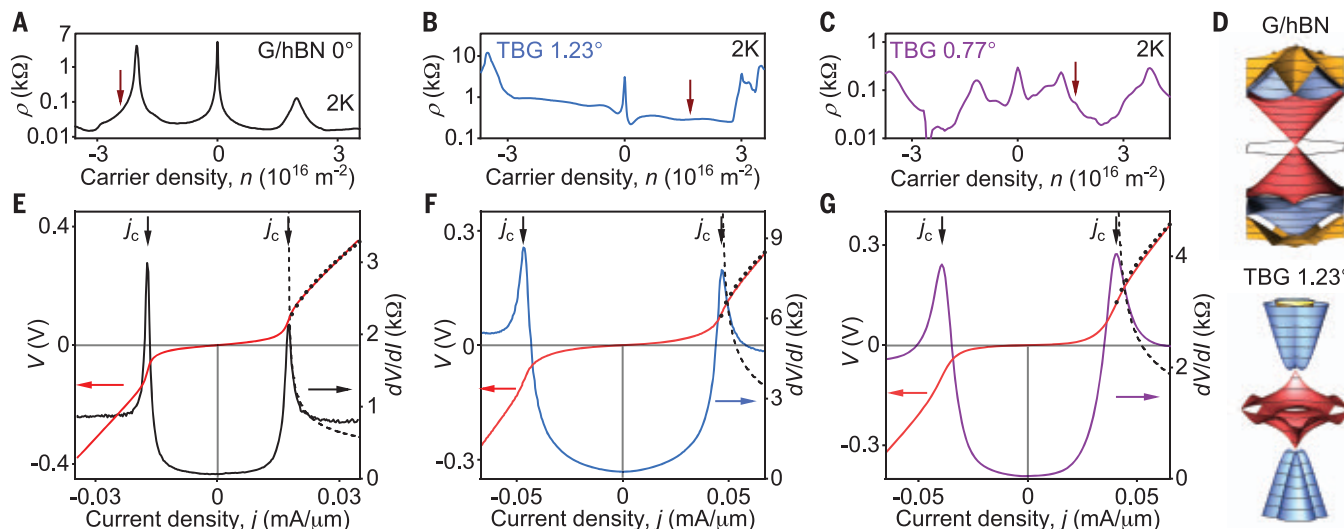 A
G/hBN 0°
2K
7
1
0.1
0.01
ρ (kΩ)
-3
0
3
Carrier density, n (10¹⁶ m⁻²)
B
TBG 1.23°
2K
10
1
0.1
ρ (kΩ)
-3
0
3
Carrier density, n (10¹⁶ m⁻²)
C
TBG 0.77°
2K
1
0.1
0.01
ρ (kΩ)
-3
0
3
Carrier density, n (10¹⁶ m⁻²)
D
G/hBN
TBG 1.23°
E
jc
jc
0.4
0
-0.4
V (V)
3
2
1
0
dV/dI (kΩ)
-0.03
0
0.03
Current density, j (mA/μm)
F
jc
jc
0.3
0
-0.3
V (V)
9
6
3
0
dV/dI (kΩ)
-0.05
0
0.05
Current density, j (mA/μm)
G
jc
jc
0.3
0
-0.3
V (V)
4
2
0
dV/dI (kΩ)
-0.05
0
0.05
Current density, j (mA/μm)